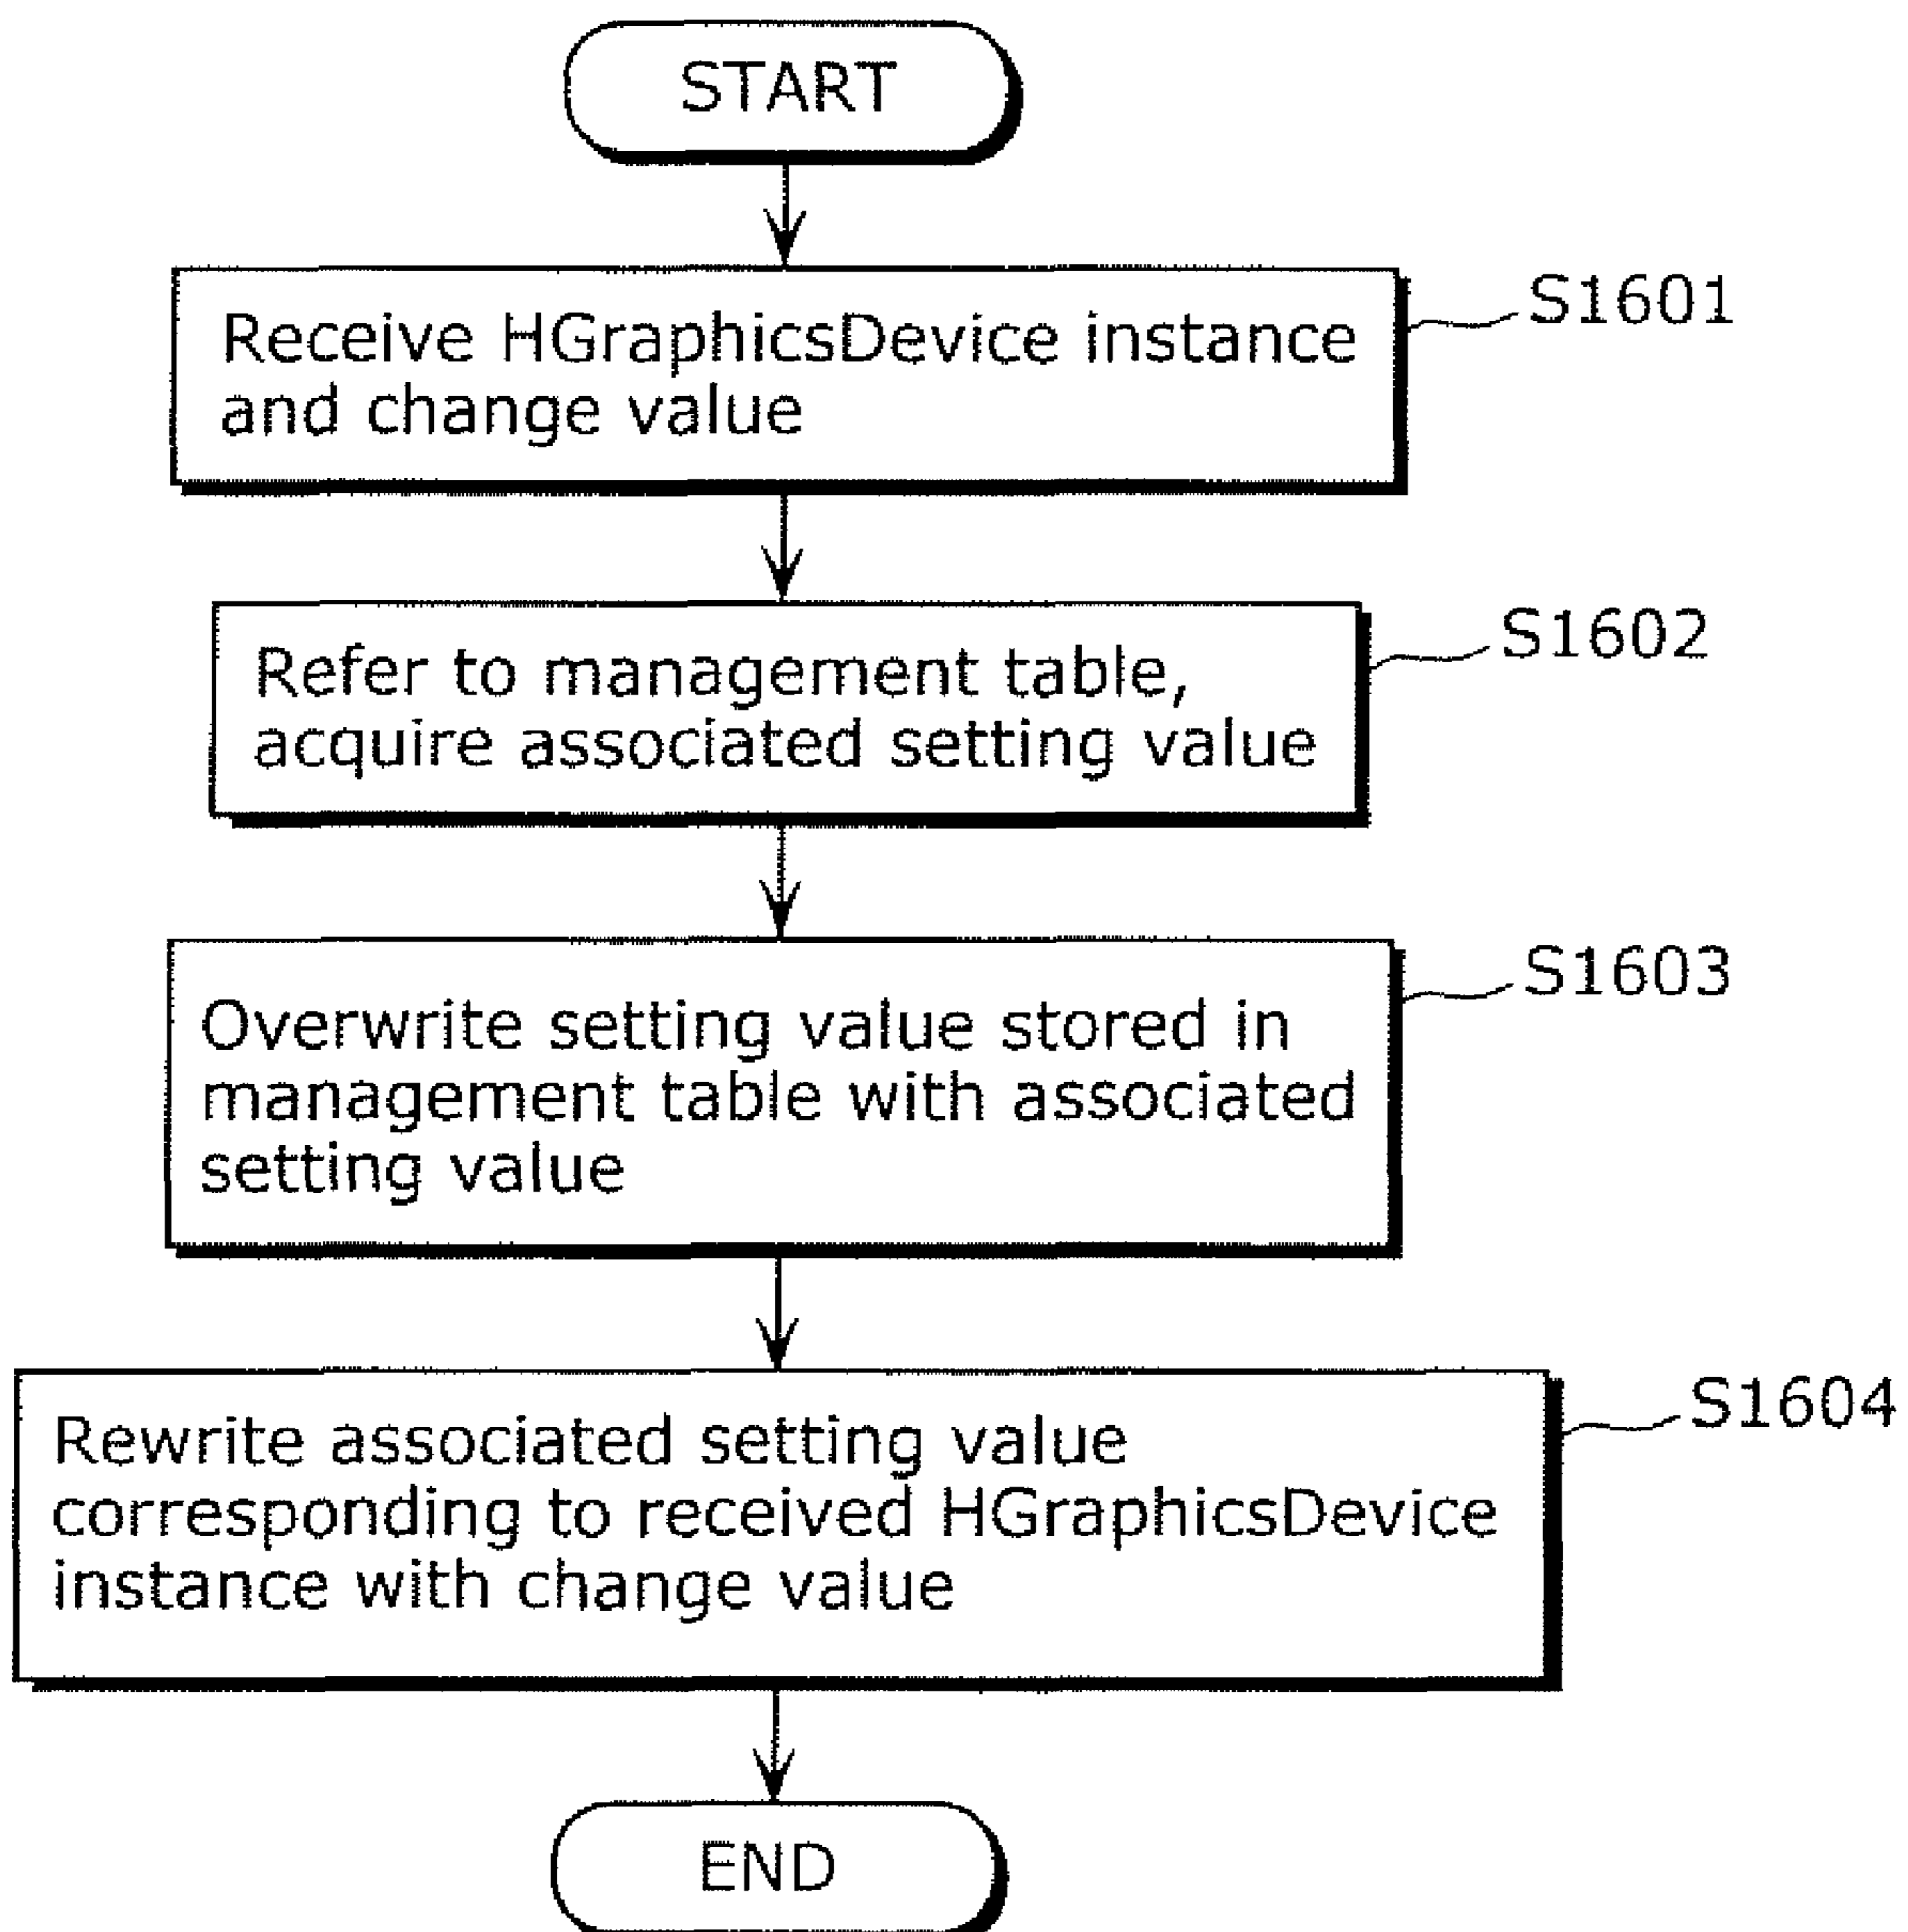 START
Receive HGraphicsDevice instance
and change value
S1601
Refer to management table,
acquire associated setting value
S1602
Overwrite setting value stored in
management table with associated
setting value
S1603
Rewrite associated setting value
corresponding to received HGraphicsDevice
instance with change value
S1604
END